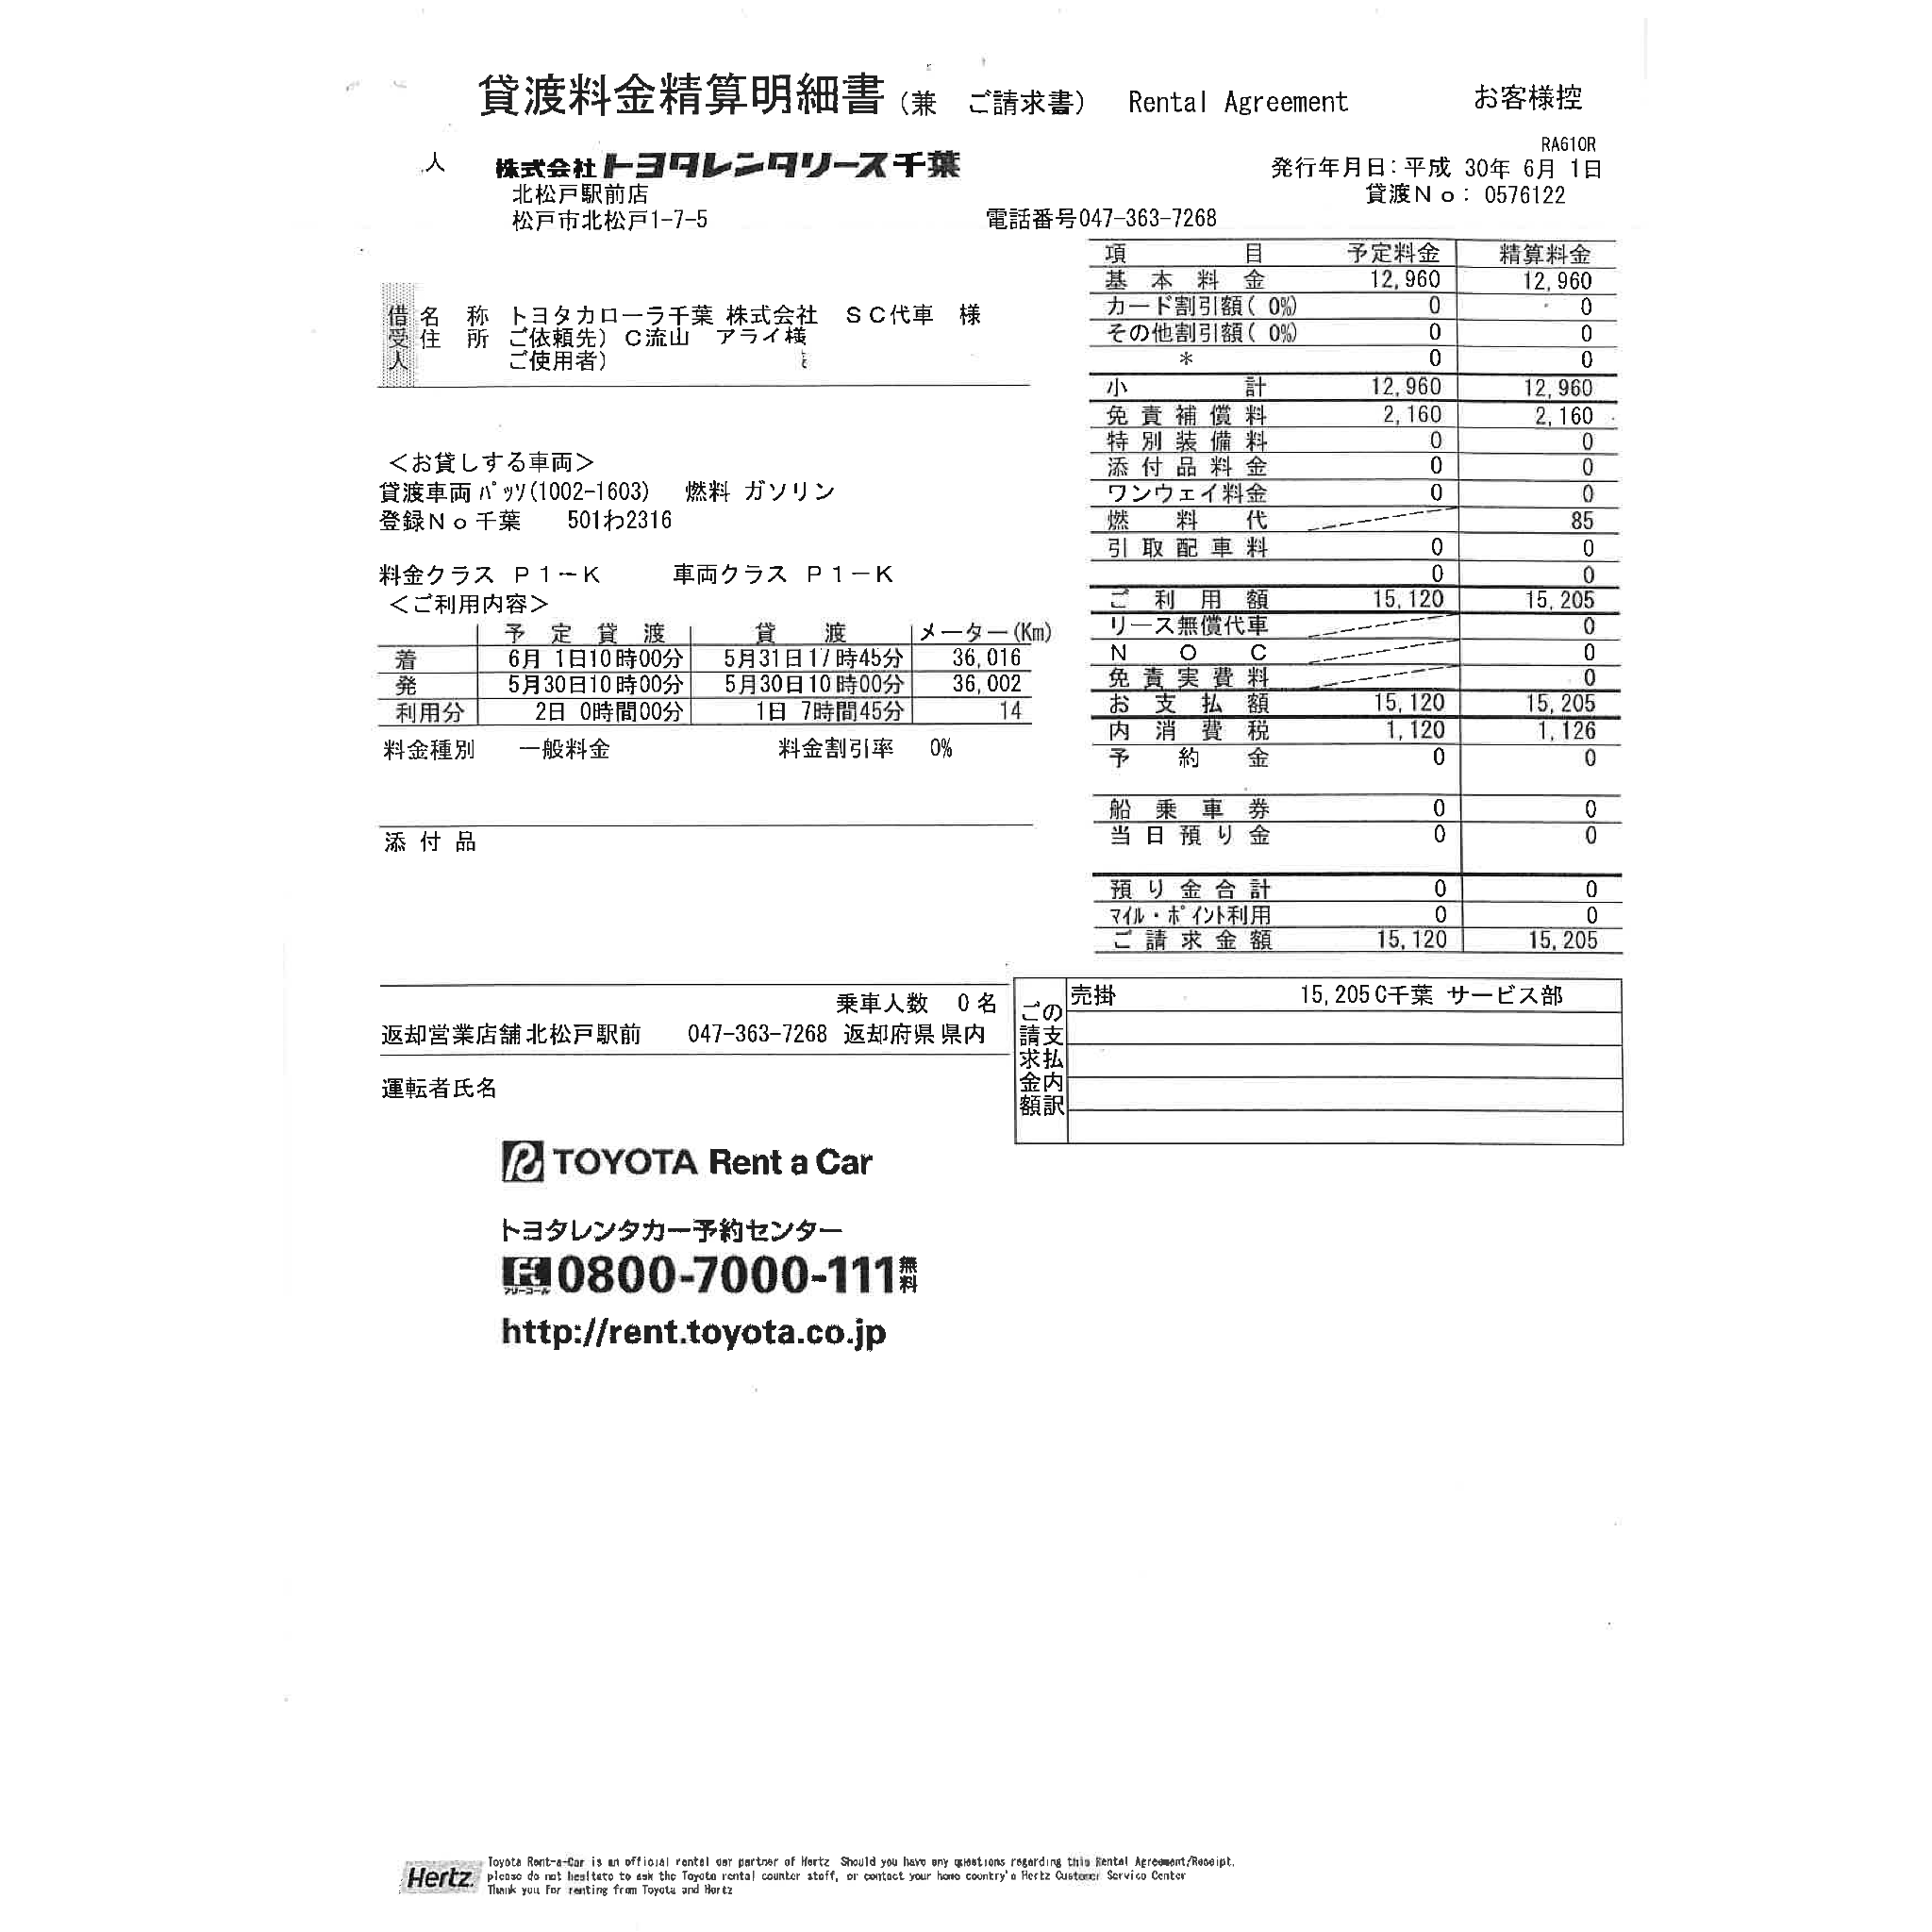 貸渡料金精算明細書（兼　ご請求書）　Rental Agreement　お客様控
RA610R
人　株式会社トヨタレンタリース千葉　発行年月日：平成 30年 6月 1日
北松戸駅前店　貸渡Ｎｏ： 0576122
松戸市北松戸1-7-5　電話番号047-363-7268
借受人
名　称　トヨタカローラ千葉 株式会社　ＳＣ代車　様
住　所　ご依頼先）Ｃ流山　アライ様
ご使用者）
＜お貸しする車両＞
貸渡車両 ﾊﾟｯｿ(1002-1603)　燃料 ガソリン
登録Ｎｏ千葉　501わ2316
料金クラス　Ｐ１－Ｋ　車両クラス　Ｐ１－Ｋ
＜ご利用内容＞
予 定 貸 渡　貸　渡　メーター(Km)
着　6月 1日10時00分　5月31日17時45分　36,016
発　5月30日10時00分　5月30日10時00分　36,002
利用分　2日 0時間00分　1日 7時間45分　14
料金種別　一般料金　料金割引率　0%
添 付 品
項　目　予定料金　精算料金
基 本 料 金　12,960　12,960
カード割引額( 0%)　0　0
その他割引額( 0%)　0　0
＊　0　0
小　計　12,960　12,960
免 責 補 償 料　2,160　2,160
特 別 装 備 料　0　0
添 付 品 料 金　0　0
ワンウェイ料金　0　0
燃　料　代　85
引 取 配 車 料　0　0
0　0
ご 利 用 額　15,120　15,205
リース無償代車　0
Ｎ　Ｏ　Ｃ　0
免 責 実 費 料　0
お 支 払 額　15,120　15,205
内 消 費 税　1,120　1,126
予　約　金　0　0
船 乗 車 券　0　0
当 日 預 り 金　0　0
預 り 金 合 計　0　0
ﾏｲﾙ・ﾎﾟｲﾝﾄ利用　0　0
ご 請 求 金 額　15,120　15,205
乗車人数　0 名
返却営業店舗 北松戸駅前　047-363-7268　返却府県 県内
運転者氏名
ご請求金額の支払内訳
売掛　15,205 C千葉 サービス部
TOYOTA Rent a Car
トヨタレンタカー予約センター
フリーコール 0800-7000-111 無料
http://rent.toyota.co.jp
Hertz.
Toyota Rent-a-Car is an official rental car partner of Hertz Should you have any questions regarding this Rental Agreement/Receipt,
please do not hesitate to ask the Toyota rental counter staff, or contact your home country's Hertz Customer Service Center
Thank you For renting from Toyota and Hertz